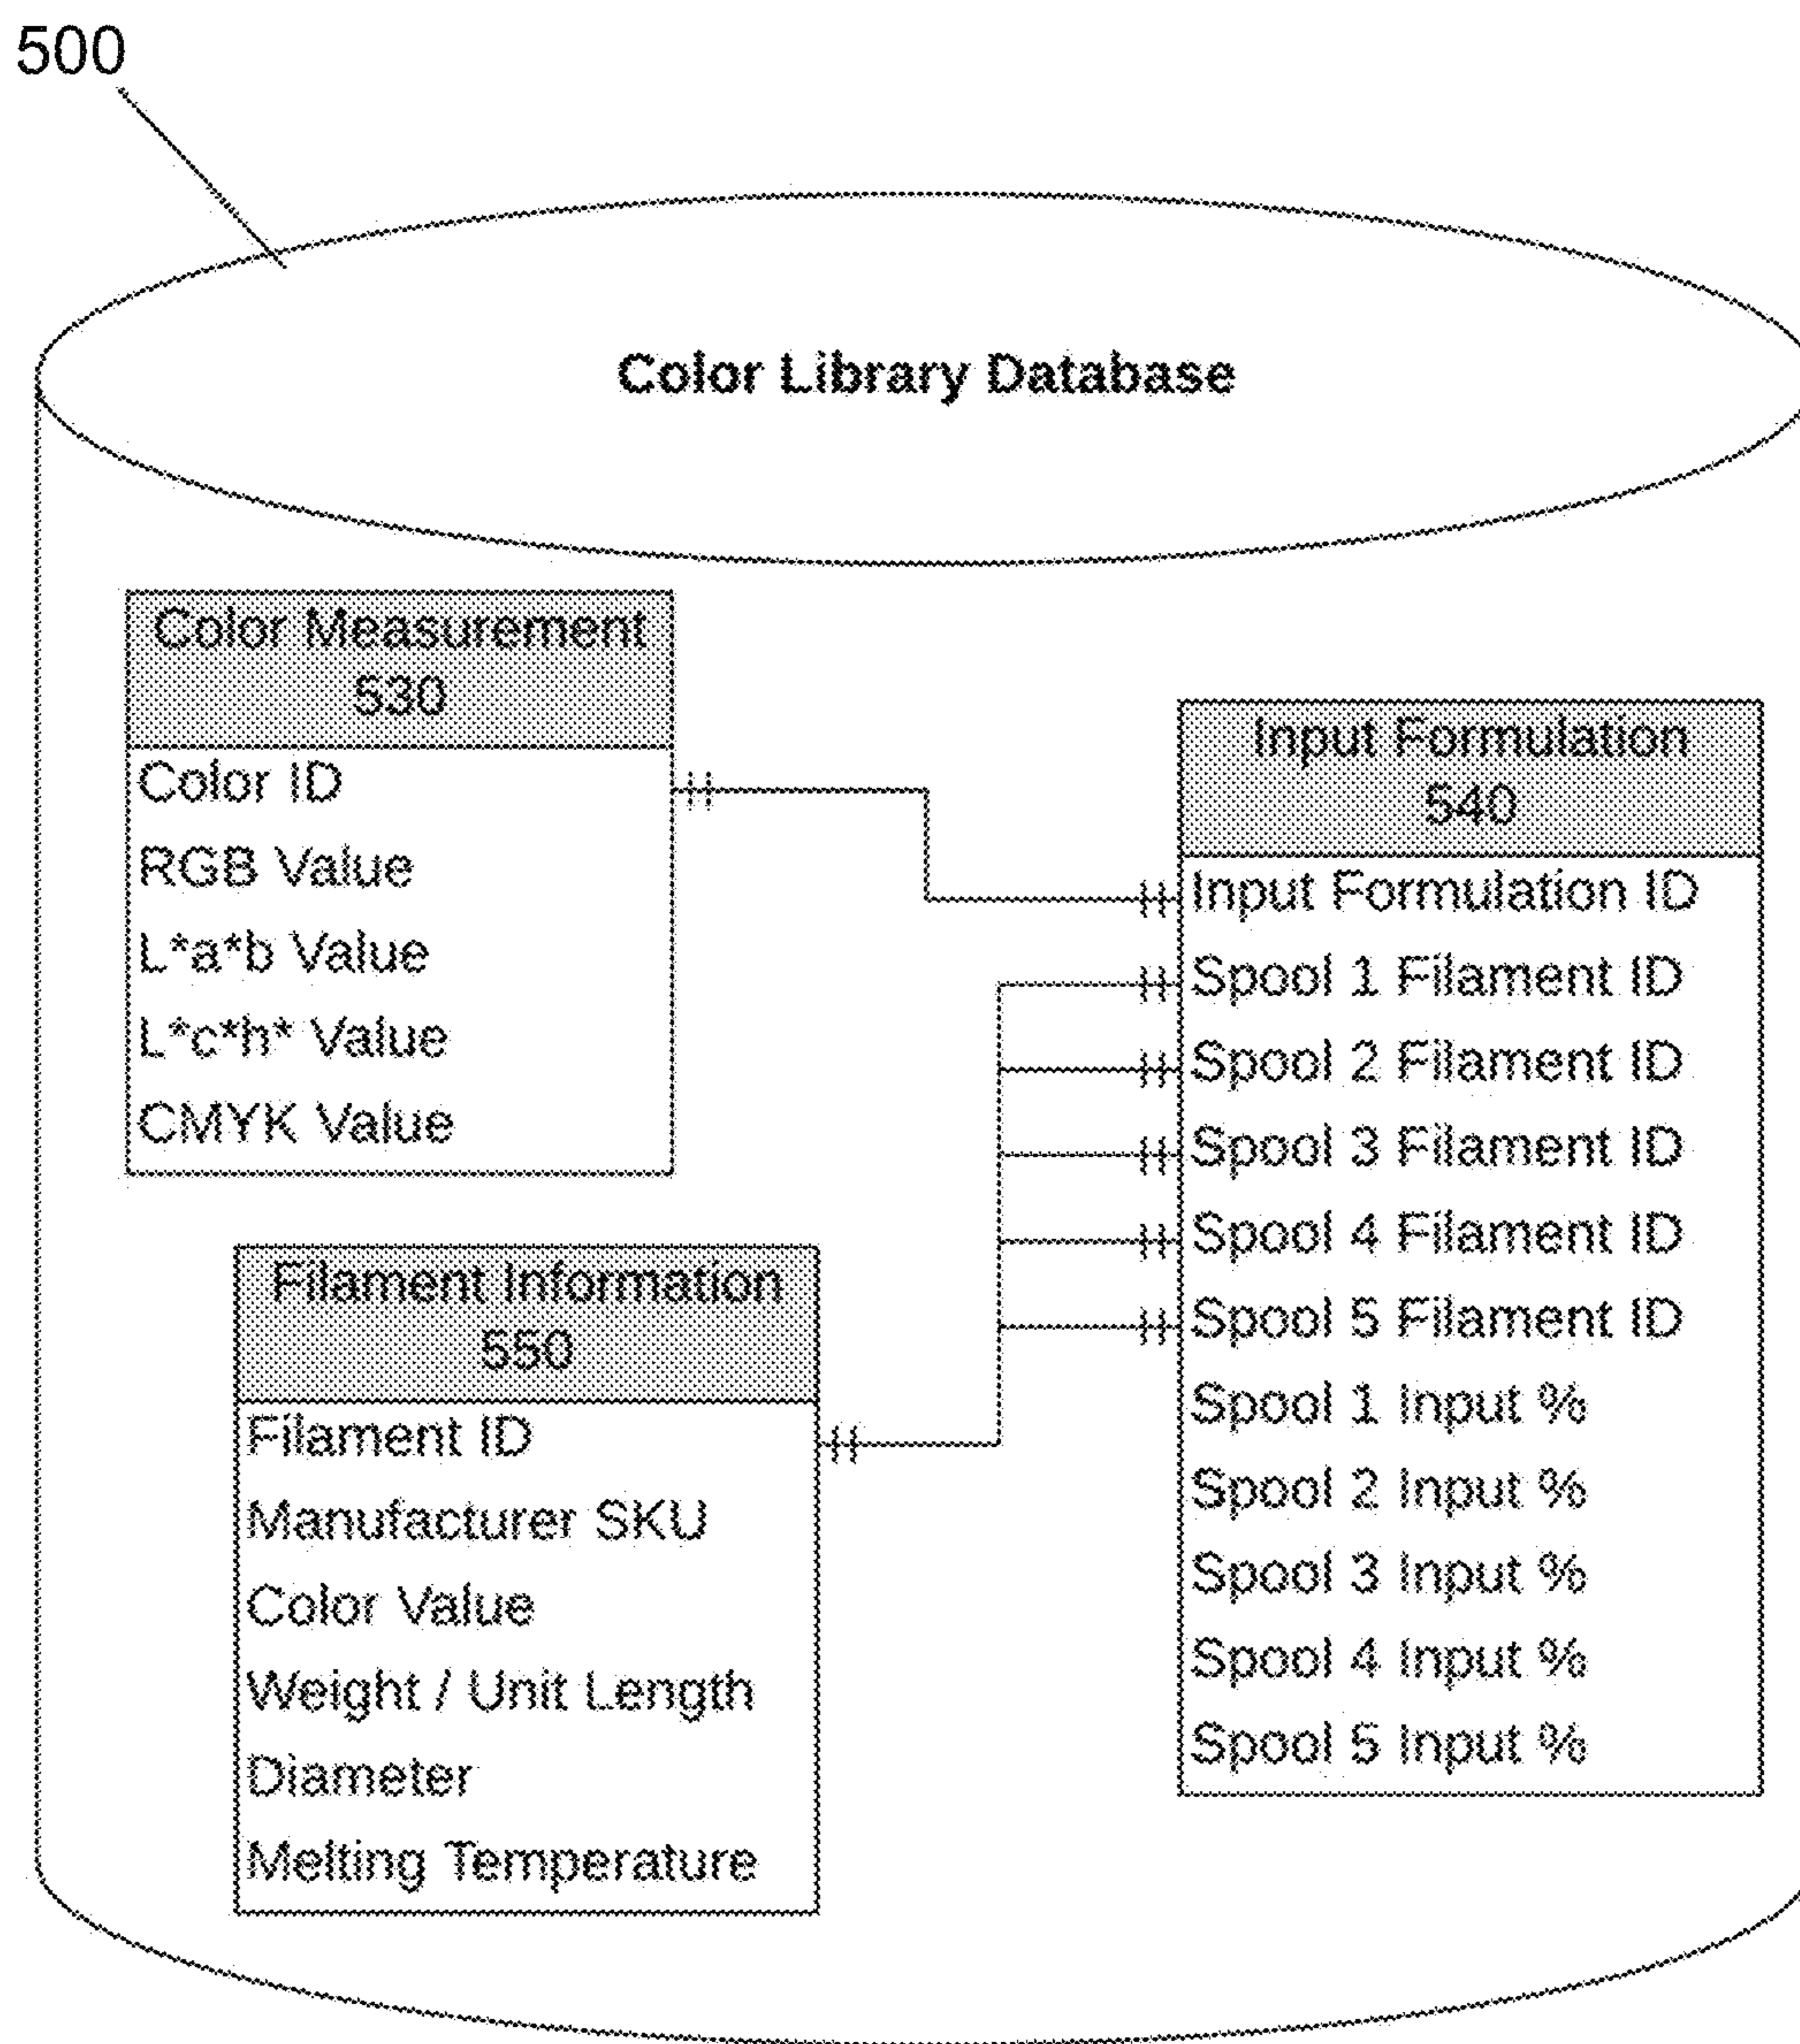 500
Color Library Database
Color Measurement
530
Color ID
RGB Value
L*a*b Value
L*c*h* Value
CMYK Value
Input Formulation
540
Input Formulation ID
Spool 1 Filament ID
Spool 2 Filament ID
Spool 3 Filament ID
Spool 4 Filament ID
Spool 5 Filament ID
Spool 1 Input %
Spool 2 Input %
Spool 3 Input %
Spool 4 Input %
Spool 5 Input %
Filament Information
550
Filament ID
Manufacturer SKU
Color Value
Weight / Unit Length
Diameter
Melting Temperature